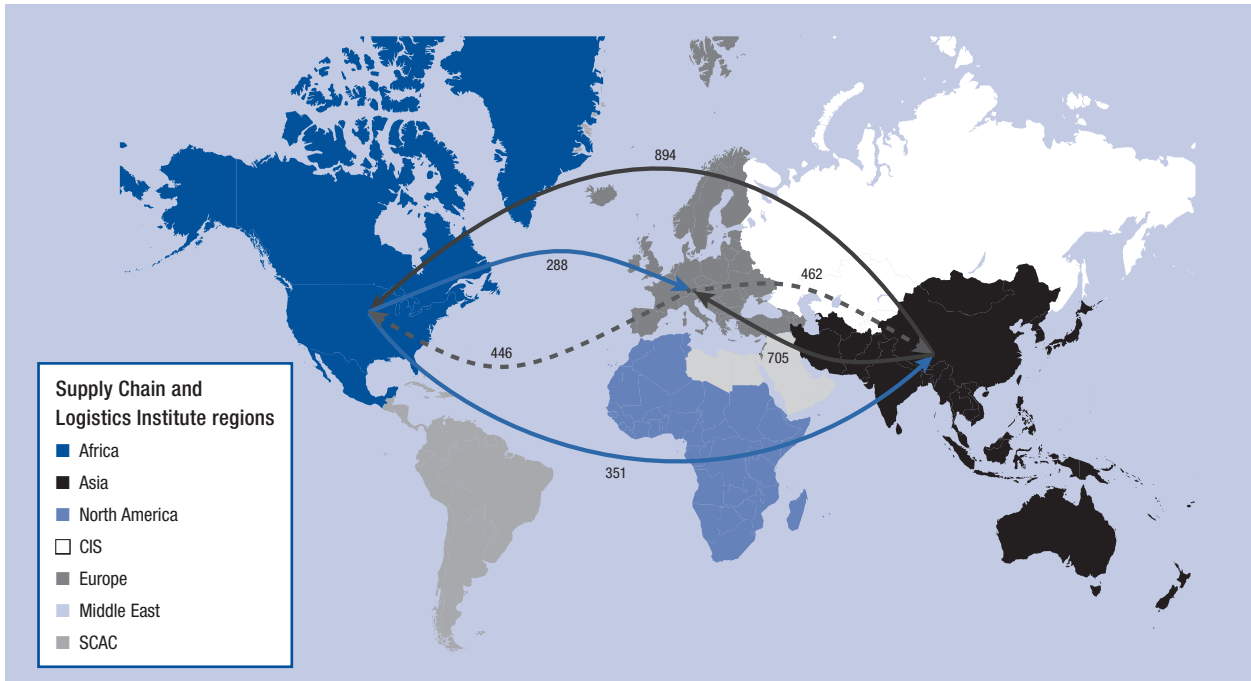 894
288
462
446
705
351
Supply Chain and
Logistics Institute regions
Africa
Asia
North America
CIS
Europe
Middle East
SCAC